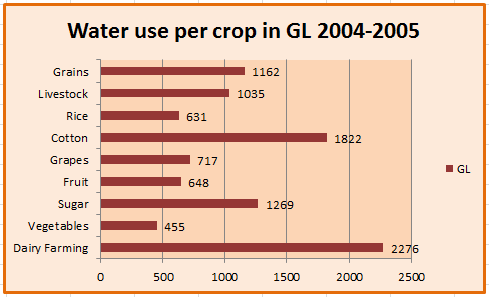 Water use per crop in GL 2004-2005
Grains 1162
Livestock 1035
Rice 631
Cotton 1822
Grapes 717
Fruit 648
Sugar 1269
Vegetables 455
Dairy Farming 2276
GL
0 500 1000 1500 2000 2500